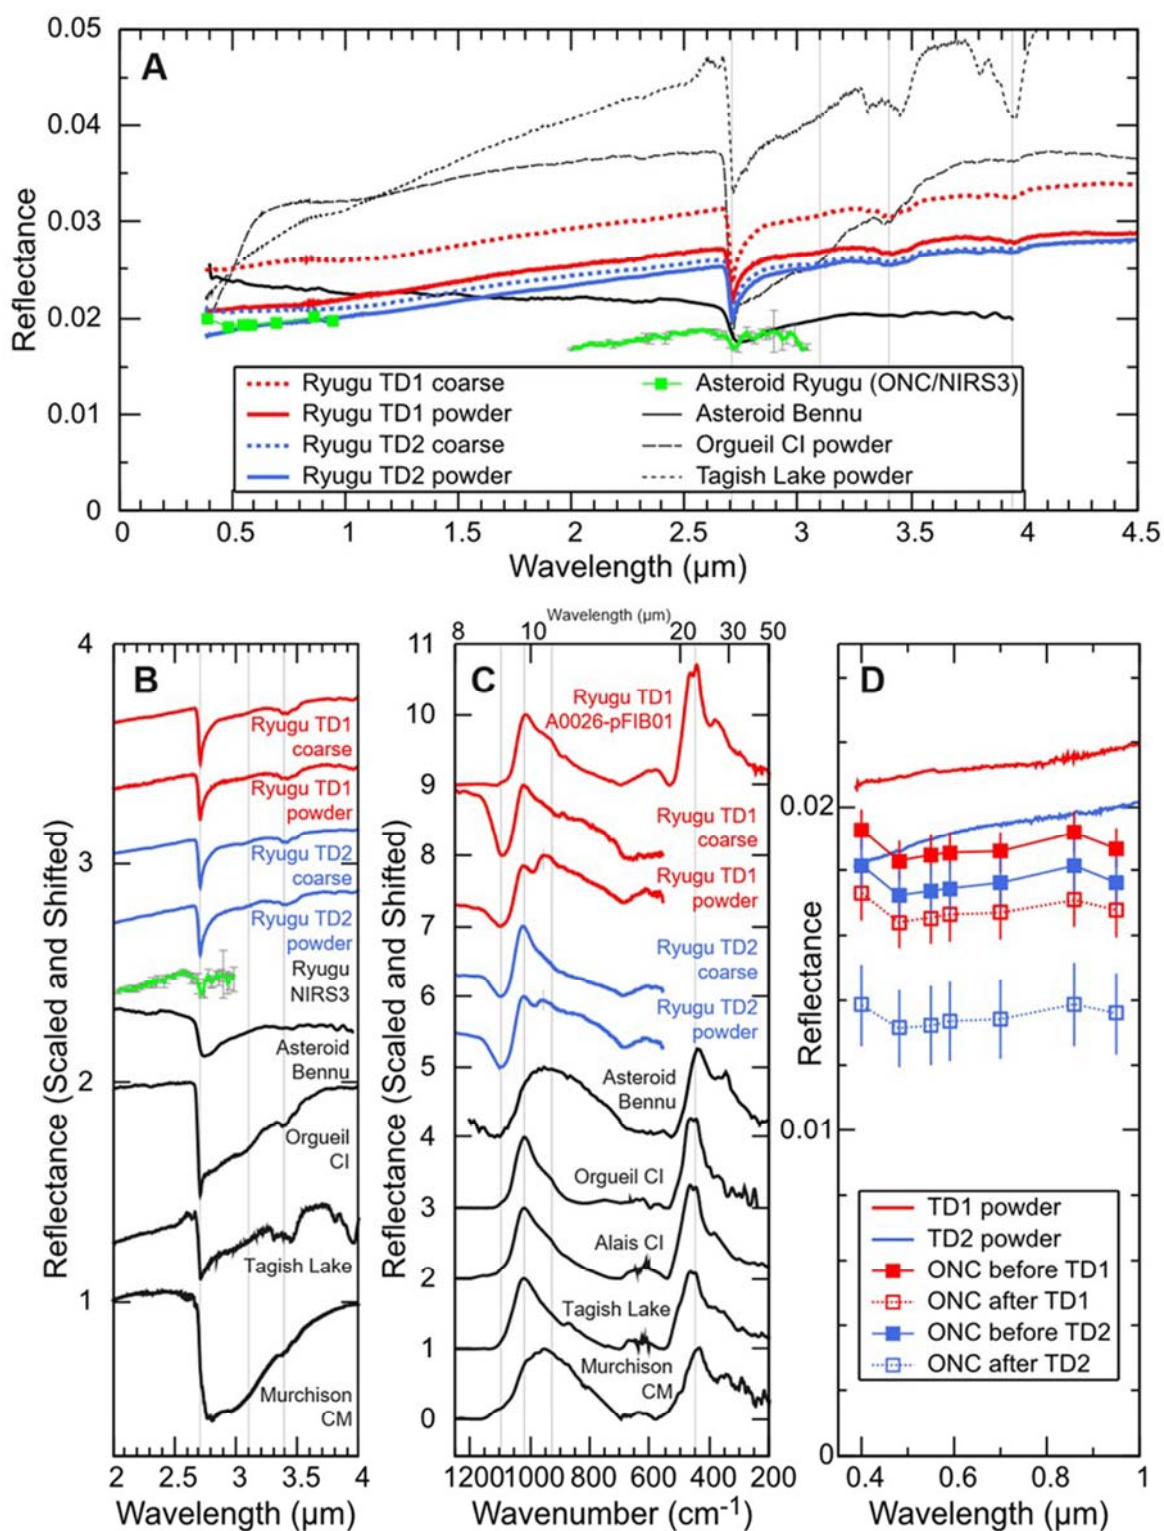 A
0.05
0.04
0.03
0.02
0.01
0
Reflectance
Ryugu TD1 coarse
Ryugu TD1 powder
Ryugu TD2 coarse
Ryugu TD2 powder
Asteroid Ryugu (ONC/NIRS3)
Asteroid Bennu
Orgueil CI powder
Tagish Lake powder
0 0.5 1 1.5 2 2.5 3 3.5 4 4.5
Wavelength (µm)
B
4
3
2
1
Reflectance (Scaled and Shifted)
Ryugu TD1
coarse
Ryugu TD1
powder
Ryugu TD2
coarse
Ryugu TD2
powder
Ryugu
NIRS3
Asteroid
Bennu
Orgueil
CI
Tagish Lake
Murchison
CM
2 2.5 3 3.5 4
Wavelength (µm)
Wavelength (µm)
8 10 20 30 50
C
11
10
9
8
7
6
5
4
3
2
1
0
Reflectance (Scaled and Shifted)
Ryugu TD1
A0026-pFIB01
Ryugu TD1
coarse
Ryugu TD1
powder
Ryugu TD2
coarse
Ryugu TD2
powder
Asteroid
Bennu
Orgueil CI
Alais CI
Tagish Lake
Murchison
CM
1200 1000 800 600 400 200
Wavenumber (cm-1)
D
0.02
0.01
0
Reflectance
TD1 powder
TD2 powder
ONC before TD1
ONC after TD1
ONC before TD2
ONC after TD2
0.4 0.6 0.8 1
Wavelength (µm)